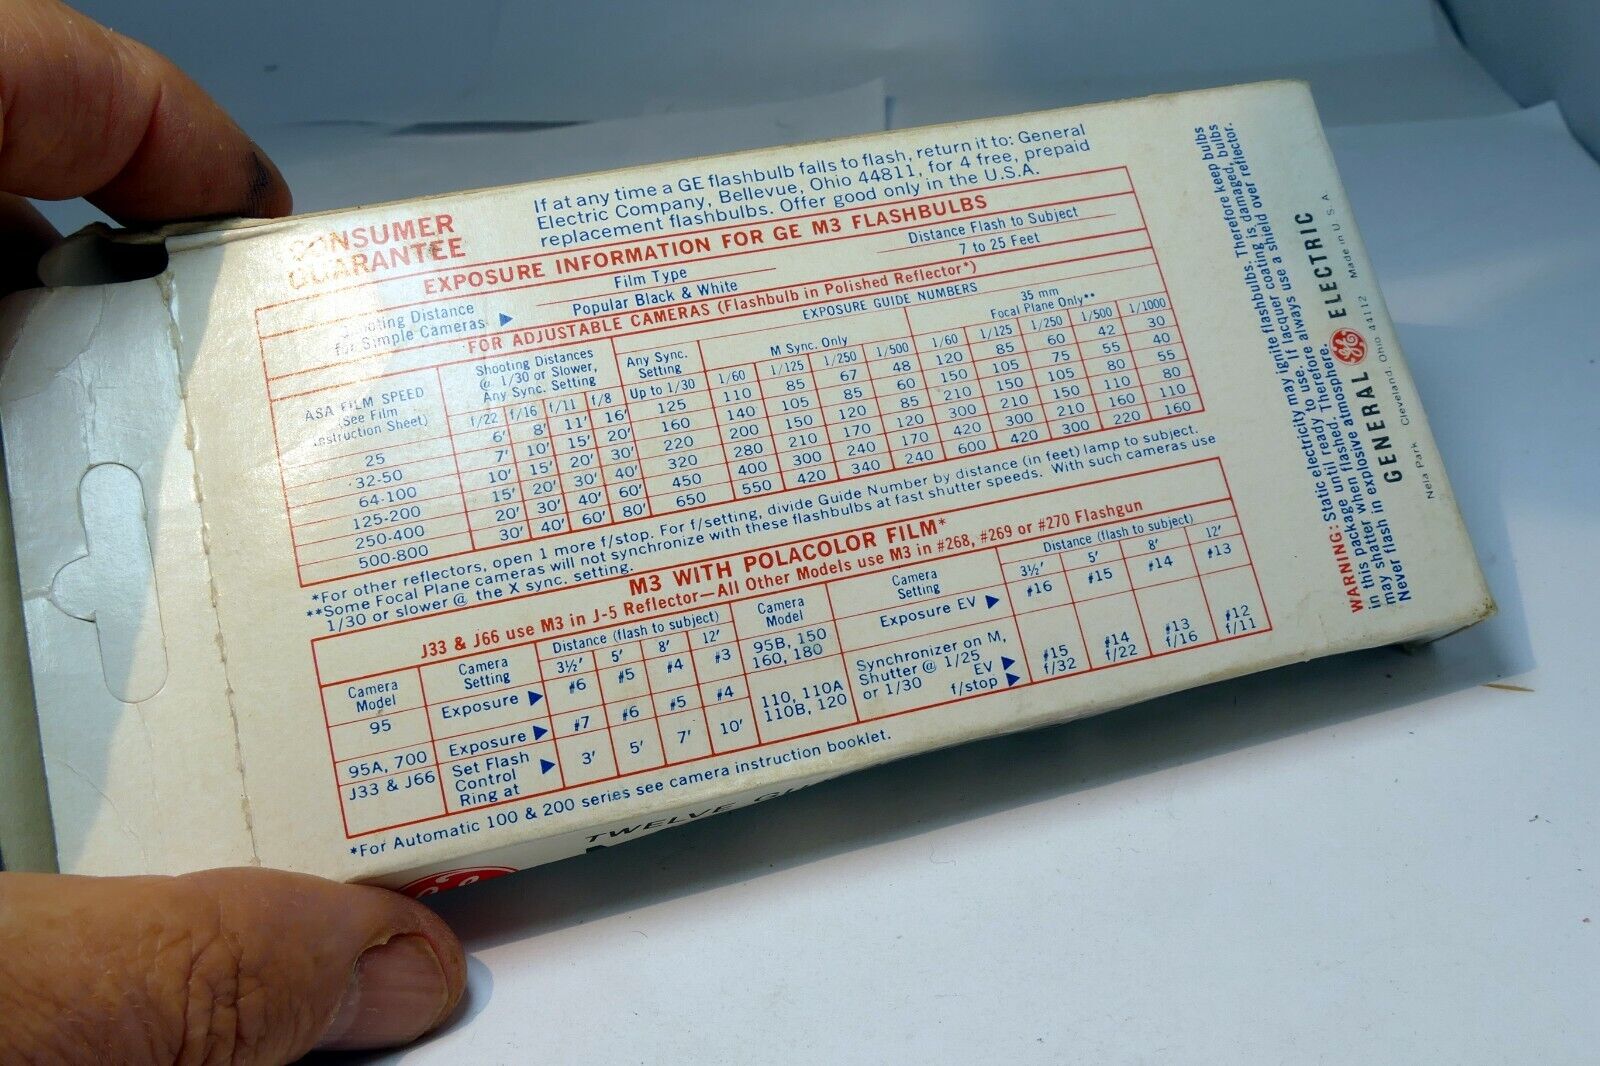 CONSUMER
GUARANTEE
If at any time a GE flashbulb fails to flash, return it to: General
Electric Company, Bellevue, Ohio 44811, for 4 free, prepaid
replacement flashbulbs. Offer good only in the U.S.A.
EXPOSURE INFORMATION FOR GE M3 FLASHBULBS
Shooting Distance
for Simple Cameras ▶
Film Type
Distance Flash to Subject
Popular Black & White
7 to 25 Feet
FOR ADJUSTABLE CAMERAS (Flashbulb in Polished Reflector*)
ASA FILM SPEED
(See Film
Instruction Sheet)
Shooting Distances
@ 1/30 or Slower,
Any Sync. Setting
EXPOSURE GUIDE NUMBERS
Any Sync.
Setting
M Sync. Only
35 mm
Focal Plane Only**
f/22 f/16 f/11 f/8 Up to 1/30 1/60 1/125 1/250 1/500 1/60 1/125 1/250 1/500 1/1000
25 6' 8' 11' 16' 125 110 85 67 48 120 85 60 42 30
32-50 7' 10' 15' 20' 160 140 105 85 60 150 105 75 55 40
64-100 10' 15' 20' 30' 220 200 150 120 85 210 150 105 80 55
125-200 15' 20' 30' 40' 320 280 210 170 120 300 210 150 110 80
250-400 20' 30' 40' 60' 450 400 300 240 170 420 300 210 160 110
500-800 30' 40' 60' 80' 650 550 420 340 240 600 420 300 220 160
*For other reflectors, open 1 more f/stop. For f/setting, divide Guide Number by distance (in feet) lamp to subject.
**Some Focal Plane cameras will not synchronize with these flashbulbs at fast shutter speeds. With such cameras use
1/30 or slower @ the X sync. setting.
M3 WITH POLACOLOR FILM*
J33 & J66 use M3 in J-5 Reflector—All Other Models use M3 in #268, #269 or #270 Flashgun
Camera
Model
Camera
Setting
Distance (flash to subject)
3½' 5' 8' 12'
95 Exposure ▶ #6 #5 #4 #3
95A, 700 Exposure ▶ #7 #6 #5 #4
J33 & J66
Set Flash
Control
Ring at ▶
3' 5' 7' 10'
Camera
Model
Camera
Setting
Distance (flash to subject)
3½' 5' 8' 12'
95B, 150
160, 180
Exposure EV ▶
#16 #15 #14 #13
110, 110A
110B, 120
Synchronizer on M,
Shutter @ 1/25 EV ▶
or 1/30 f/stop ▶
#15 #14 #13 #12
f/32 f/22 f/16 f/11
*For Automatic 100 & 200 series see camera instruction booklet.
WARNING: Static electricity may ignite flashbulbs. Therefore keep bulbs
in this package until ready to use. If lacquer coating is damaged, bulbs
may shatter when flashed. Therefore always use a shield over reflector.
Never flash in explosive atmosphere.
GENERAL GE ELECTRIC
Nela Park Cleveland, Ohio 44112 Made in U.S.A.
TWELVE